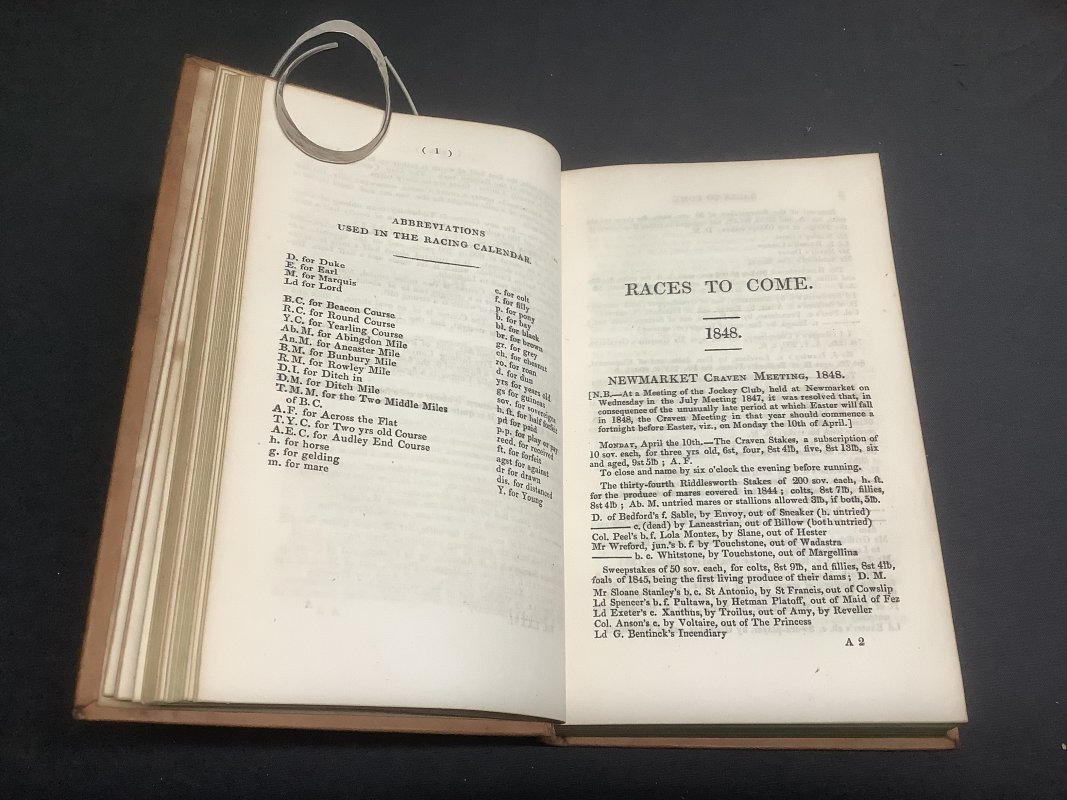 ( 1 )
ABBREVIATIONS
USED IN THE RACING CALENDAR.
D. for Duke
E. for Earl
M. for Marquis
Ld for Lord
B.C. for Beacon Course
R.C. for Round Course
Y.C. for Yearling Course
Ab. M. for Abingdon Mile
An. M. for Ancaster Mile
B.M. for Bunbury Mile
R.M. for Rowley Mile
D.I. for Ditch in
D.M. for Ditch Mile
T.M.M. for the Two Middle Miles
of B.C.
A.F. for Across the Flat
T.Y.C. for Two yrs old Course
A.E.C. for Audley End Course
h. for horse
g. for gelding
m. for mare
c. for colt
f. for filly
p. for pony
b. for bay
bl. for black
br. for brown
gr. for grey
ch. for chesnut
ro. for roan
d. for dun
yrs for years old
gs for guineas
sov. for sovereigns
h. ft. for half forfeit
pd for paid
p.p. for play or pay
recd. for received
ft. for forfeit
agst for against
dr for drawn
dis. for distanced
Y. for Young
RACES TO COME.
1848.
NEWMARKET CRAVEN MEETING, 1848.
[N.B.—At a Meeting of the Jockey Club, held at Newmarket on
Wednesday in the July Meeting 1847, it was resolved that, in
consequence of the unusually late period at which Easter will fall
in 1848, the Craven Meeting in that year should commence a
fortnight before Easter, viz., on Monday the 10th of April.]
MONDAY, April the 10th.—The Craven Stakes, a subscription of
10 sov. each, for three yrs old, 6st, four, 8st 4lb, five, 8st 13lb, six
and aged, 9st 5lb; A. F.
To close and name by six o'clock the evening before running.
The thirty-fourth Riddlesworth Stakes of 200 sov. each, h. ft.
for the produce of mares covered in 1844; colts, 8st 7lb, fillies,
8st 4lb; Ab. M. untried mares or stallions allowed 3lb, if both, 5lb.
D. of Bedford's f. Sable, by Envoy, out of Sneaker (h. untried)
——— c. (dead) by Lanercastian, out of Billow (both untried)
Col. Peel's b. f. Lola Montez, by Slane, out of Hester
Mr Wreford, jun.'s b. f. by Touchstone, out of Wadastra
——— b. c. Whitstone, by Touchstone, out of Margellina
Sweepstakes of 50 sov. each, for colts, 8st 9lb, and fillies, 8st 4lb,
foals of 1845, being the first living produce of their dams; D. M.
Mr Sloane Stanley's b. c. St Antonio, by St Francis, out of Cowslip
Ld Spencer's b. f. Pultawa, by Hetman Platoff, out of Maid of Fez
Ld Exeter's c. Xanthus, by Troilus, out of Amy, by Reveller
Col. Anson's c. by Voltaire, out of The Princess
Ld G. Bentinck's Incendiary
A 2